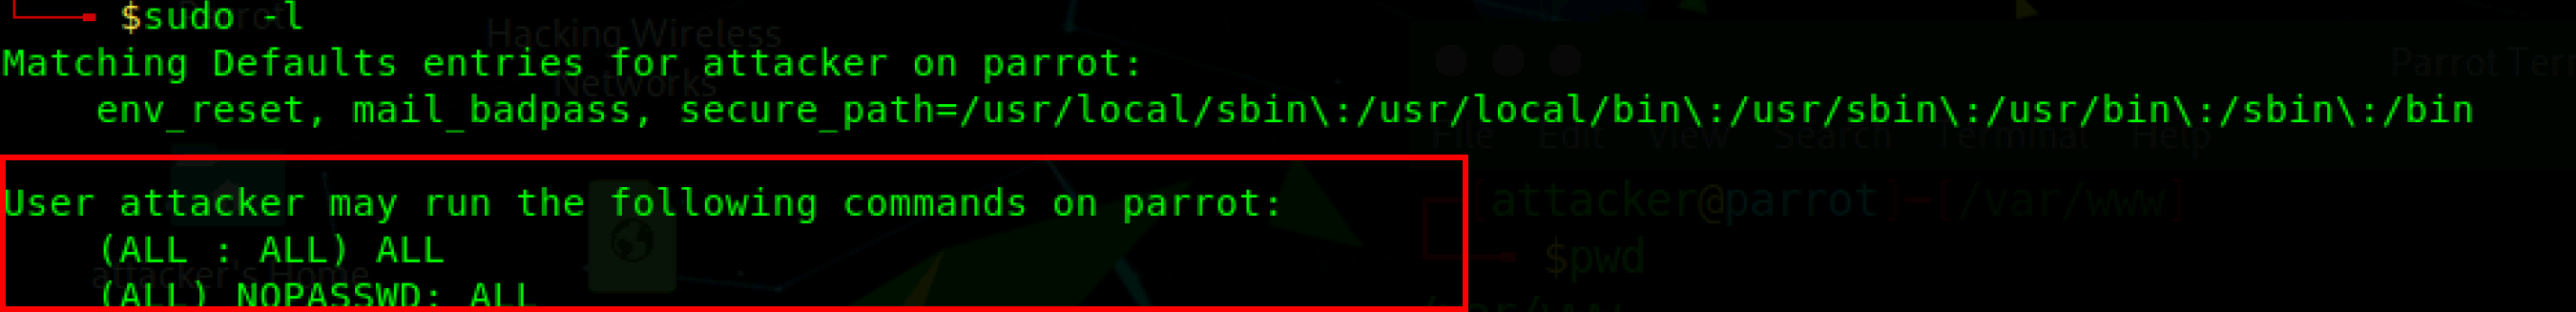 $sudo -l
Matching Defaults entries for attacker on parrot:
    env_reset, mail_badpass, secure_path=/usr/local/sbin\:/usr/local/bin\:/usr/sbin\:/usr/bin\:/sbin\:/bin
User attacker may run the following commands on parrot:
    (ALL : ALL) ALL
    (ALL) NOPASSWD: ALL
Hacking Wireless
Networks
attacker's Home
Parrot Ter
File Edit View Search Terminal Help
[attacker@parrot]-[/var/www]
$pwd